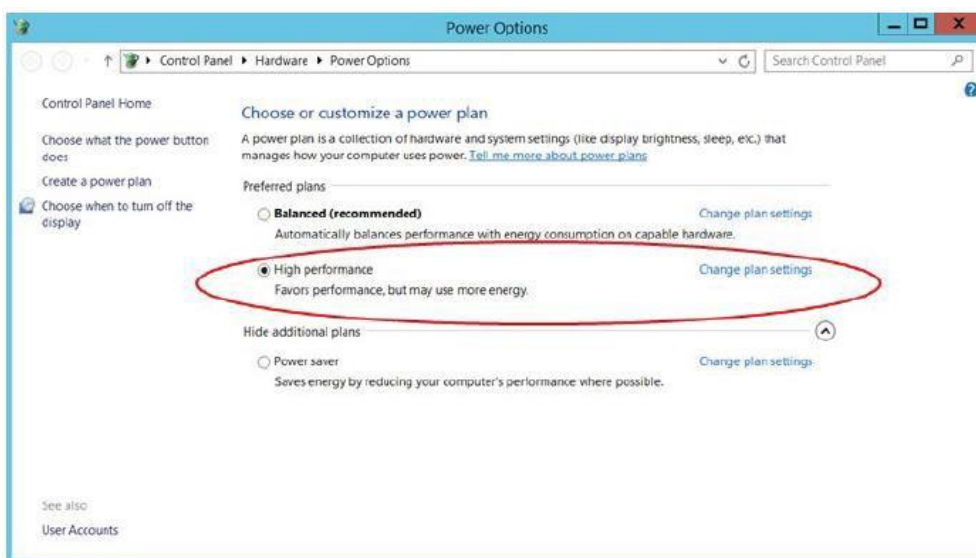 Power Options
Control Panel ▸ Hardware ▸ Power Options
Search Control Panel
Control Panel Home
Choose what the power button
does
Create a power plan
Choose when to turn off the
display
See also
User Accounts
Choose or customize a power plan
A power plan is a collection of hardware and system settings (like display brightness, sleep, etc.) that
manages how your computer uses power. Tell me more about power plans
Preferred plans
Balanced (recommended) Change plan settings
Automatically balances performance with energy consumption on capable hardware.
High performance Change plan settings
Favors performance, but may use more energy.
Hide additional plans
Power saver Change plan settings
Saves energy by reducing your computer's performance where possible.